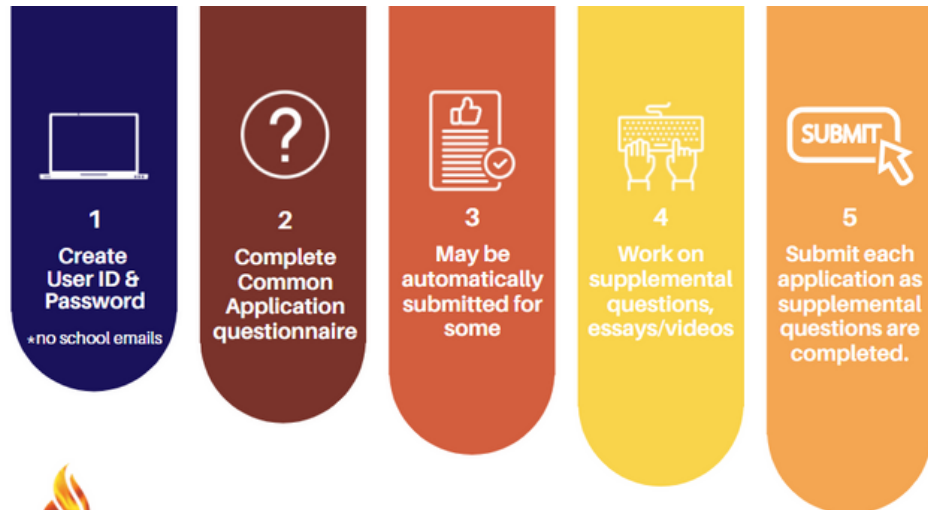 1
Create
User ID &
Password
*no school emails
?
2
Complete
Common
Application
questionnaire
3
May be
automatically
submitted for
some
4
Work on
supplemental
questions,
essays/videos
SUBMIT
5
Submit each
application as
supplemental
questions are
completed.